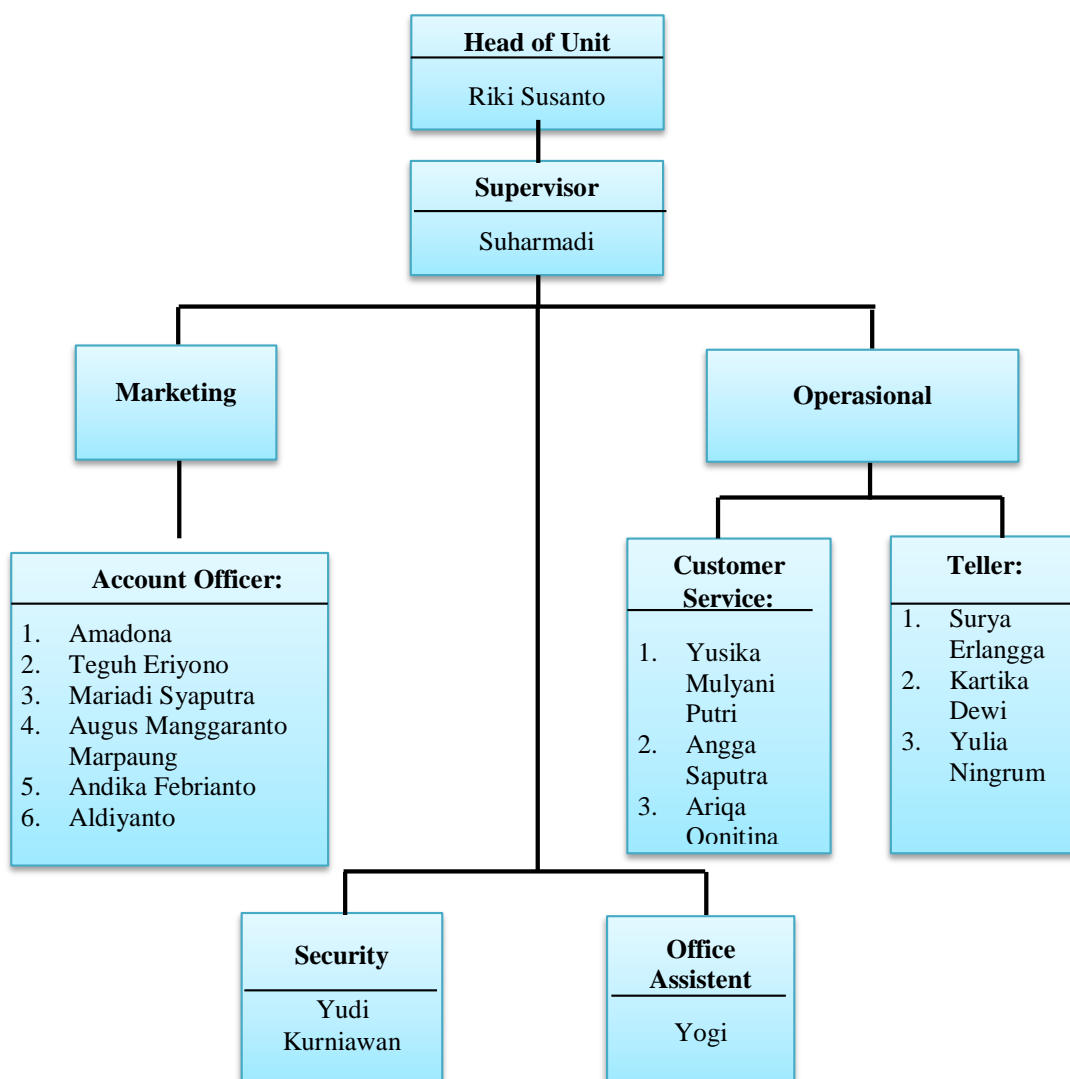 Head of Unit
Riki Susanto
Supervisor
Suharmadi
Marketing
Operasional
Account Officer:
1. Amadona
2. Teguh Eriyono
3. Mariadi Syaputra
4. Augus Manggaranto
Marpaung
5. Andika Febrianto
6. Aldiyanto
Customer
Service:
1. Yusika
Mulyani
Putri
2. Angga
Saputra
3. Ariqa
Teller:
1. Surya
Erlangga
2. Kartika
Dewi
3. Yulia
Ningrum
Security
Yudi
Kurniawan
Office
Assistent
Yogi